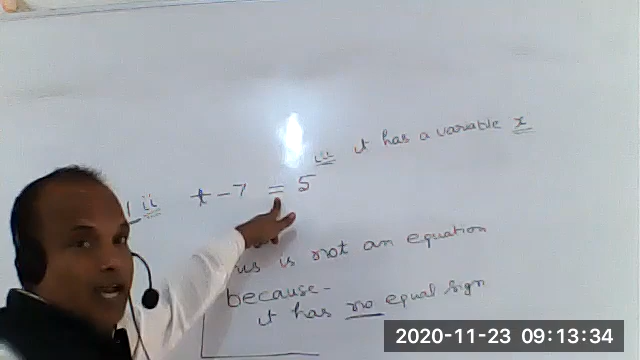 iii it has a variable x
ii t - 7 = 5
is not an equation
because-
it has no equal sign
2020-11-23 09:13:34